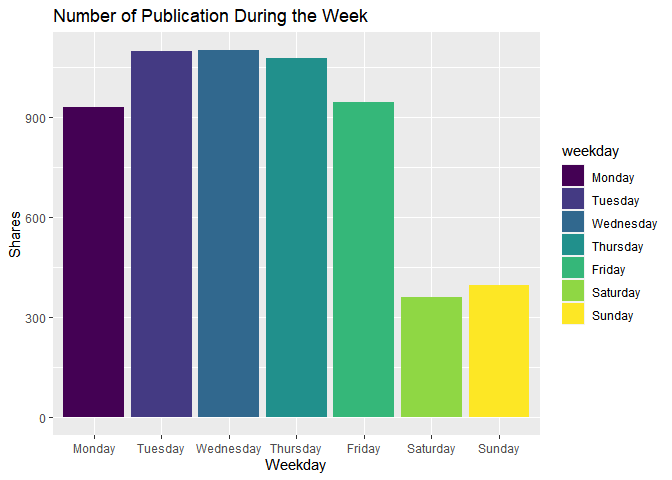 Number of Publication During the Week
Shares
900
600
300
0
Monday Tuesday Wednesday Thursday Friday Saturday Sunday
Weekday
weekday
Monday
Tuesday
Wednesday
Thursday
Friday
Saturday
Sunday